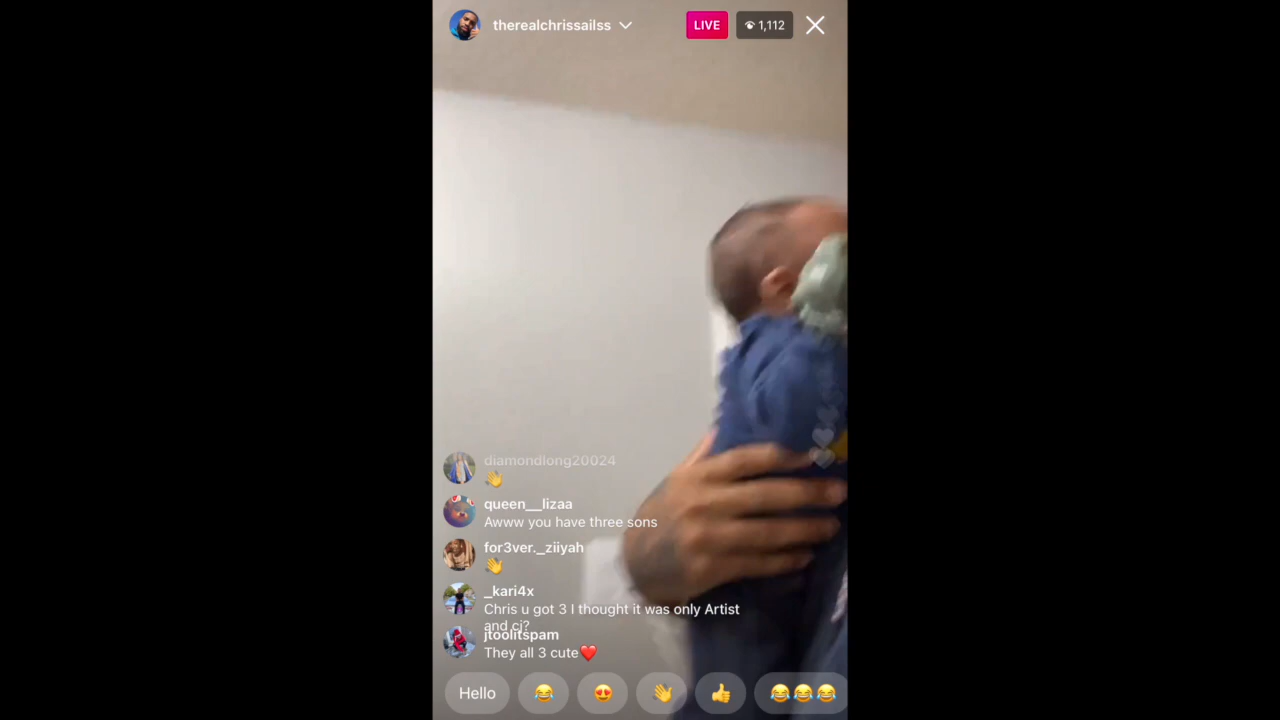 therealchrissailss
LIVE
1,112
diamondlong20024
👋
queen__lizaa
Awww you have three sons
for3ver._ziiyah
👋
_kari4x
Chris u got 3 I thought it was only Artist
and cj?
jtoolitspam
They all 3 cute❤️
Hello 😂 😍 👋 👍 😂😂😂